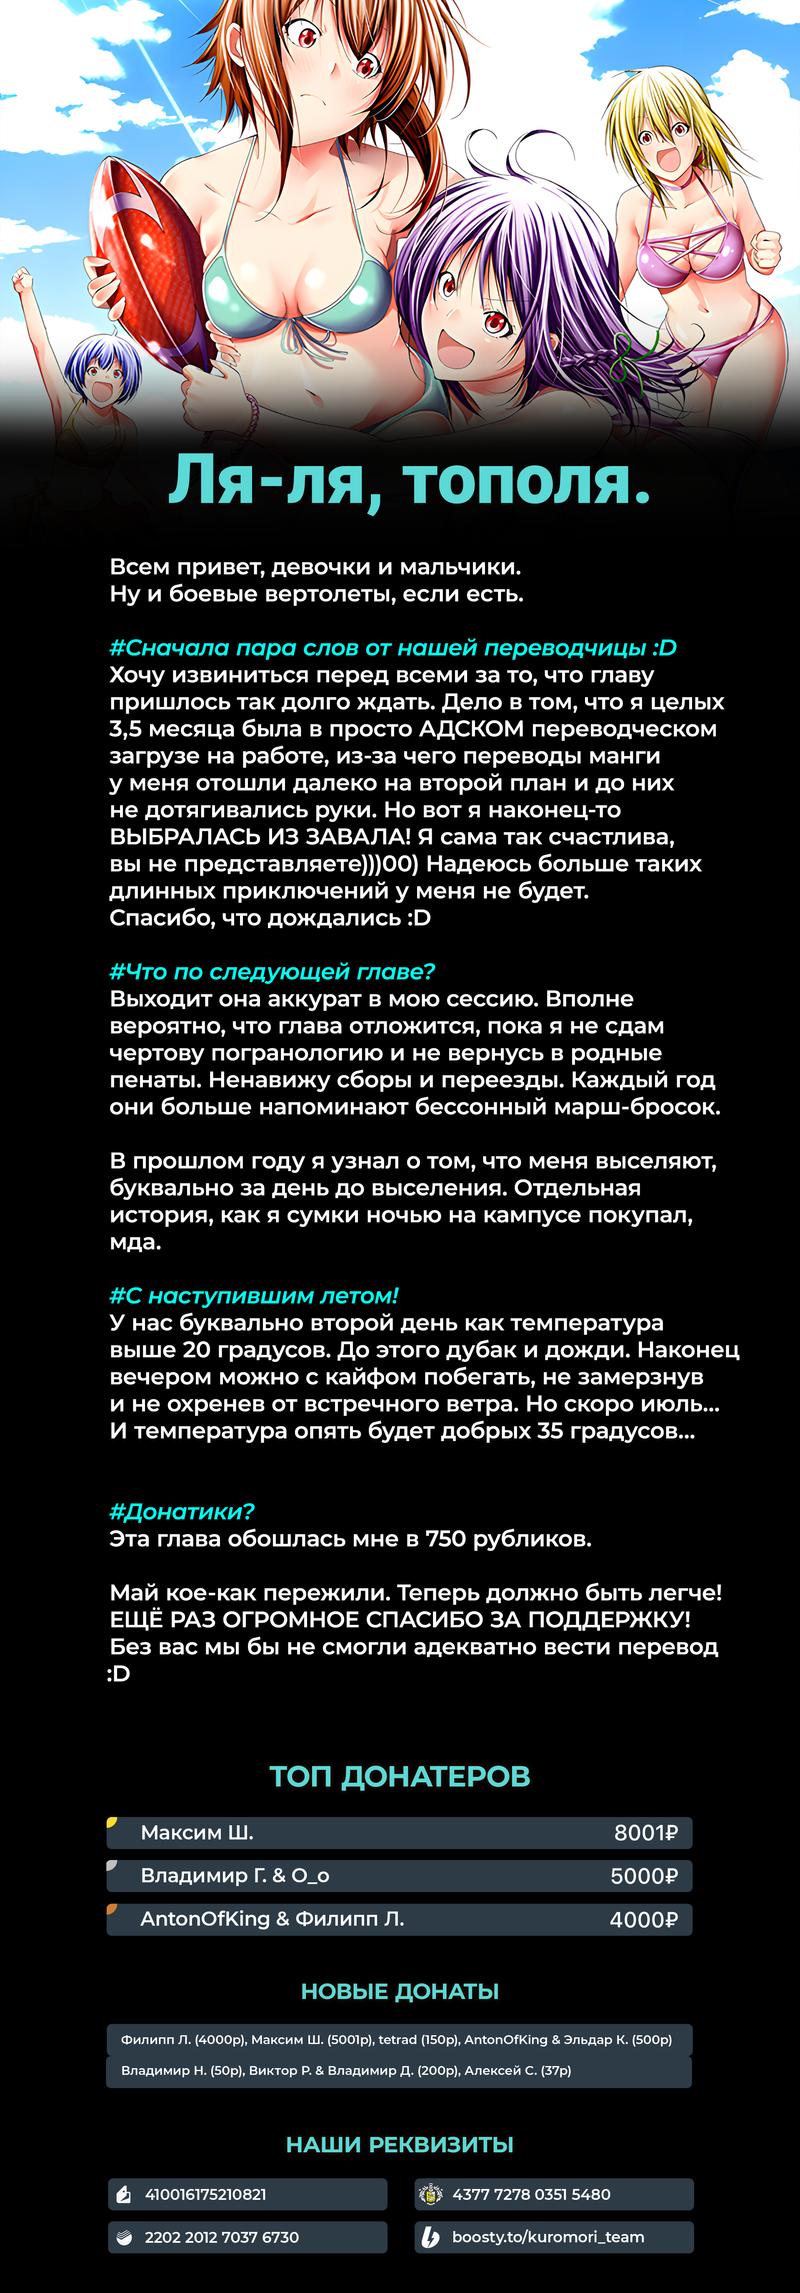 Ля-ля, тополя.
Всем привет, девочки и мальчики.
Ну и боевые вертолеты, если есть.
#Сначала пара слов от нашей переводчицы :D
Хочу извиниться перед всеми за то, что главу
пришлось так долго ждать. Дело в том, что я целых
3,5 месяца была в просто АДСКОМ переводческом
загрузе на работе, из-за чего переводы манги
у меня отошли далеко на второй план и до них
не дотягивались руки. Но вот я наконец-то
ВЫБРАЛАСЬ ИЗ ЗАВАЛА! Я сама так счастлива,
вы не представляете)))00) Надеюсь больше таких
длинных приключений у меня не будет.
Спасибо, что дождались :D
#Что по следующей главе?
Выходит она аккурат в мою сессию. Вполне
вероятно, что глава отложится, пока я не сдам
чертову погранологию и не вернусь в родные
пенаты. Ненавижу сборы и переезды. Каждый год
они больше напоминают бессонный марш-бросок.
В прошлом году я узнал о том, что меня выселяют,
буквально за день до выселения. Отдельная
история, как я сумки ночью на кампусе покупал,
мда.
#С наступившим летом!
У нас буквально второй день как температура
выше 20 градусов. До этого дубак и дожди. Наконец
вечером можно с кайфом побегать, не замерзнув
и не охренев от встречного ветра. Но скоро июль...
И температура опять будет добрых 35 градусов...
#Донатики?
Эта глава обошлась мне в 750 рубликов.
Май кое-как пережили. Теперь должно быть легче!
ЕЩЁ РАЗ ОГРОМНОЕ СПАСИБО ЗА ПОДДЕРЖКУ!
Без вас мы бы не смогли адекватно вести перевод
:D
ТОП ДОНАТЕРОВ
Максим Ш. 8001₽
Владимир Г. & O_o 5000₽
AntonOfKing & Филипп Л. 4000₽
НОВЫЕ ДОНАТЫ
Филипп Л. (4000р), Максим Ш. (5001р), tetrad (150р), AntonOfKing & Эльдар К. (500р)
Владимир Н. (50р), Виктор Р. & Владимир Д. (200р), Алексей С. (37р)
НАШИ РЕКВИЗИТЫ
410016175210821 4377 7278 0351 5480
2202 2012 7037 6730 boosty.to/kuromori_team